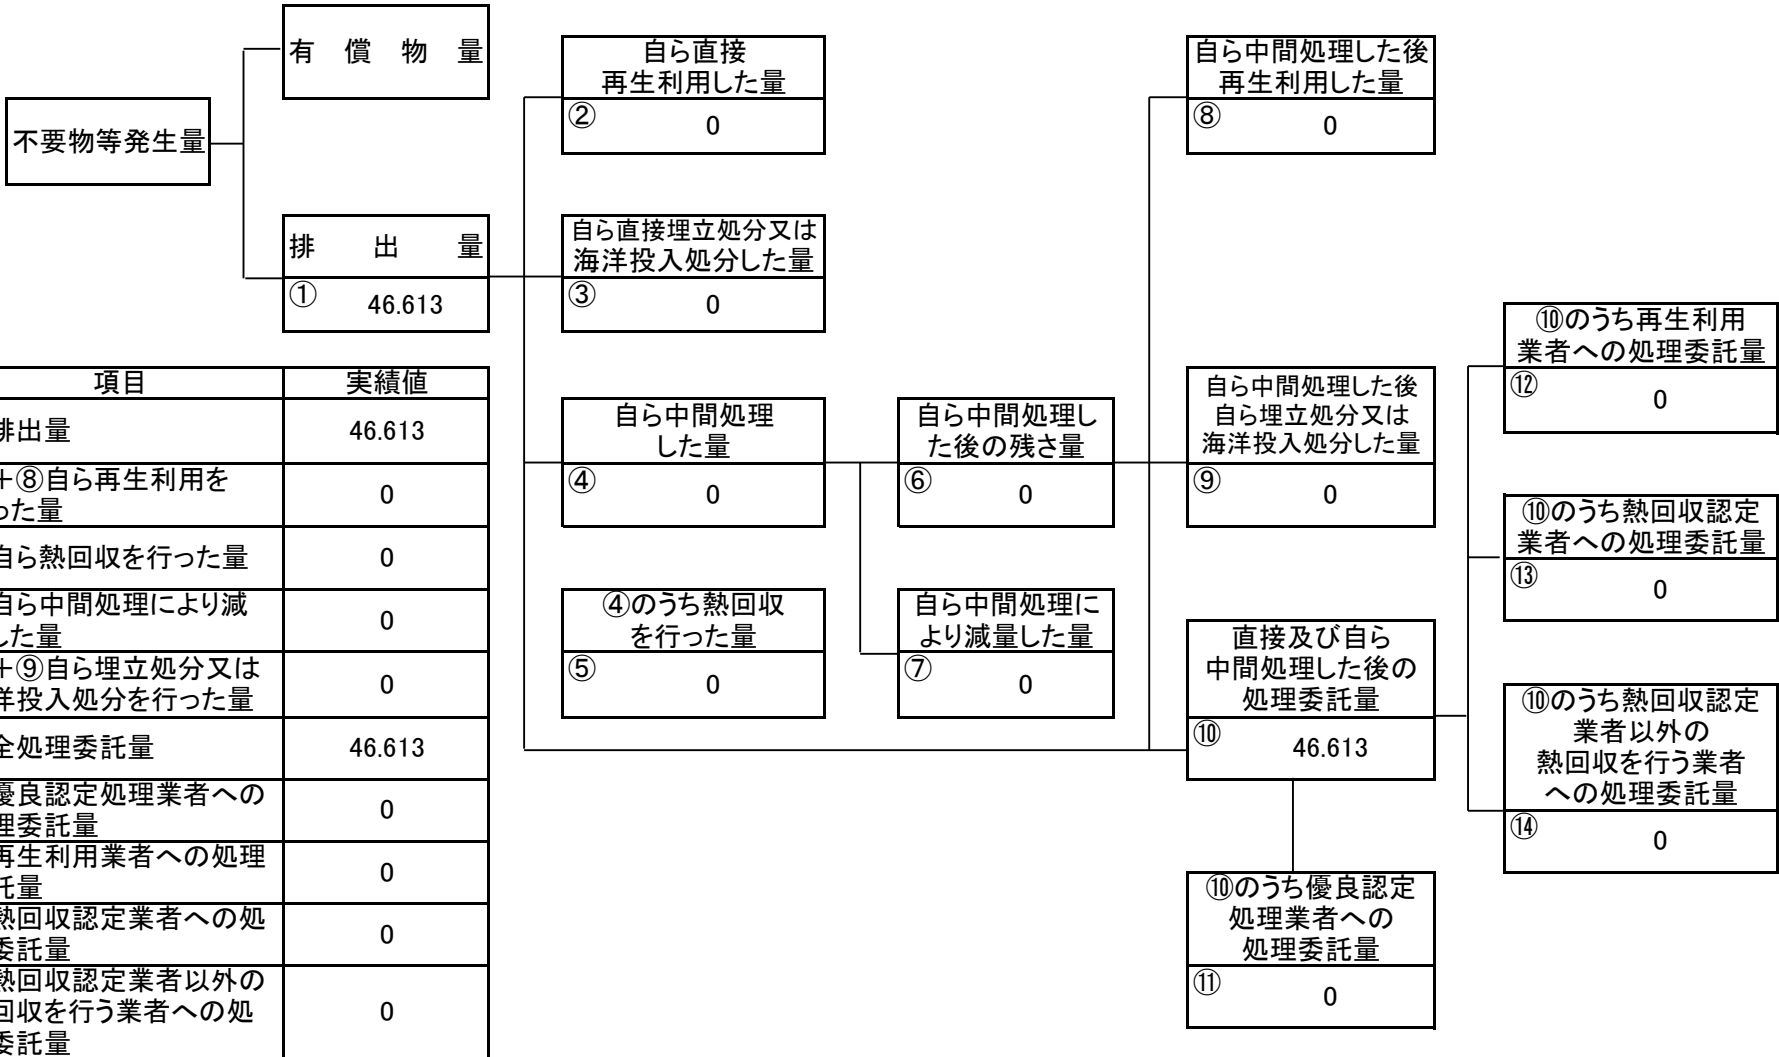 有償物量
不要物等発生量
排出量
①
46.613
自ら直接
再生利用した量
②
0
自ら直接埋立処分又は
海洋投入処分した量
③
0
自ら中間処理
した量
④
0
④のうち熱回収
を行った量
⑤
0
自ら中間処理し
た後の残さ量
⑥
0
自ら中間処理に
より減量した量
⑦
0
自ら中間処理した後
再生利用した量
⑧
0
自ら中間処理した後
自ら埋立処分又は
海洋投入処分した量
⑨
0
直接及び自ら
中間処理した後の
処理委託量
⑩
46.613
⑩のうち優良認定
処理業者への
処理委託量
⑪
0
⑩のうち再生利用
業者への処理委託量
⑫
0
⑩のうち熱回収認定
業者への処理委託量
⑬
0
⑩のうち熱回収認定
業者以外の
熱回収を行う業者
への処理委託量
⑭
0
項目
実績値
排出量
46.613
+⑧自ら再生利用を
った量
0
自ら熱回収を行った量
0
自ら中間処理により減
した量
0
+⑨自ら埋立処分又は
洋投入処分を行った量
0
全処理委託量
46.613
優良認定処理業者への
理委託量
0
再生利用業者への処理
託量
0
熱回収認定業者への処
委託量
0
熱回収認定業者以外の
回収を行う業者への処
委託量
0